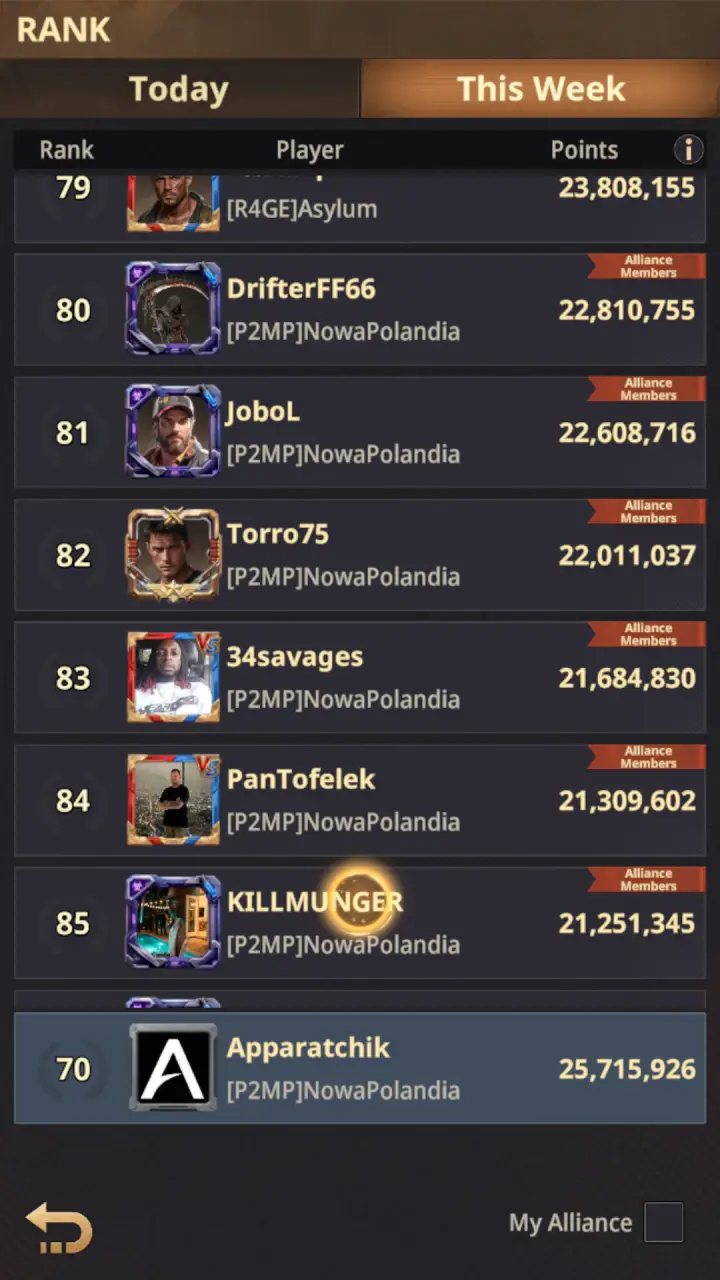 RANK
Today
This Week
Rank
Player
Points
79
[R4GE]Asylum
23,808,155
Alliance
Members
80
DrifterFF66
[P2MP]NowaPolandia
22,810,755
Alliance
Members
81
JoboL
[P2MP]NowaPolandia
22,608,716
Alliance
Members
82
Torro75
[P2MP]NowaPolandia
22,011,037
Alliance
Members
83
VS
34savages
[P2MP]NowaPolandia
21,684,830
Alliance
Members
84
VS
PanTofelek
[P2MP]NowaPolandia
21,309,602
Alliance
Members
85
KILLMUNGER
[P2MP]NowaPolandia
21,251,345
70
A
Apparatchik
[P2MP]NowaPolandia
25,715,926
My Alliance